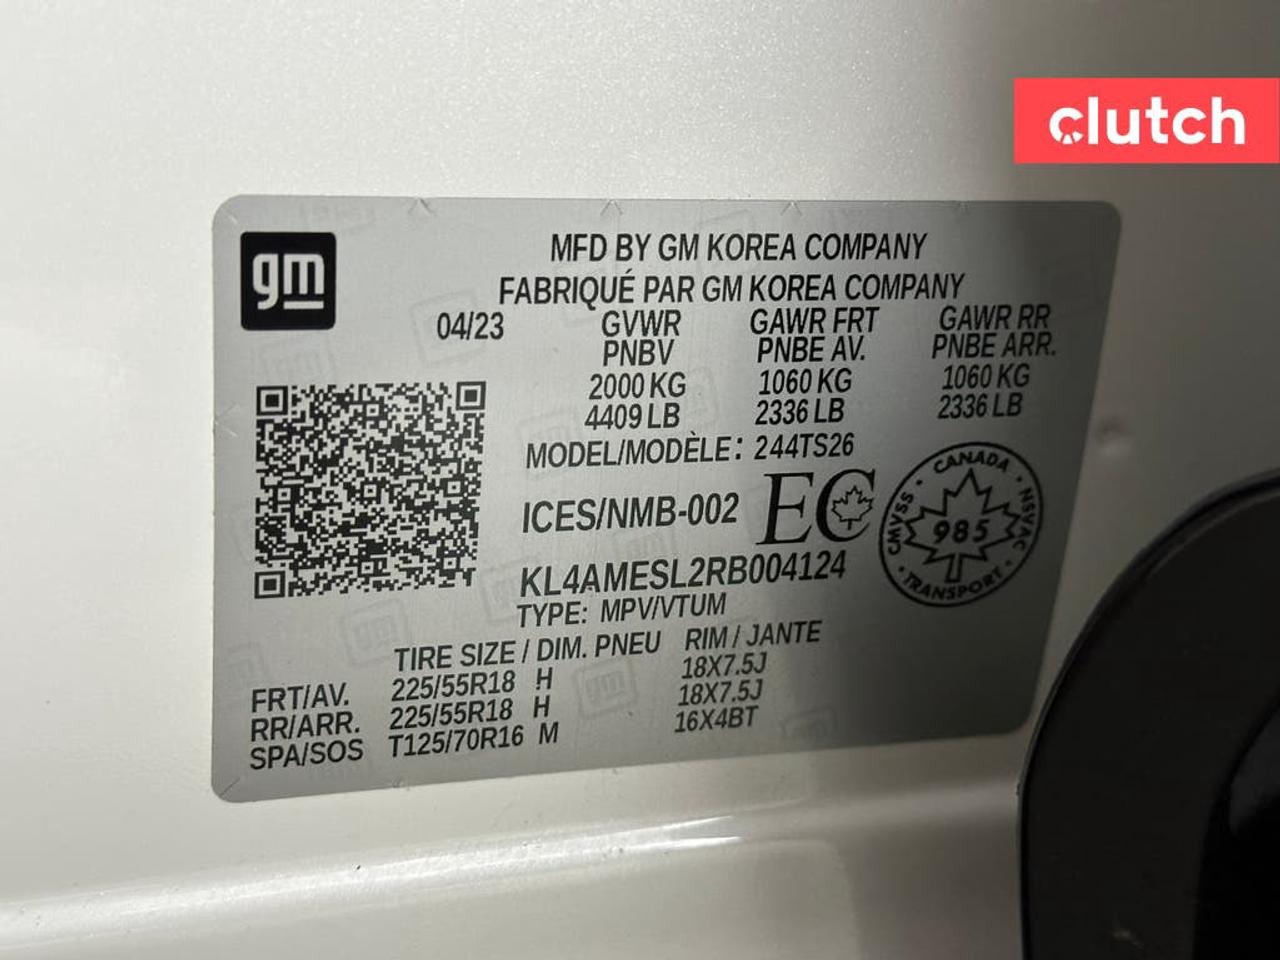 clutch
gm
MFD BY GM KOREA COMPANY
FABRIQUÉ PAR GM KOREA COMPANY
04/23 GVWR GAWR FRT GAWR RR
PNBV PNBE AV. PNBE ARR.
2000 KG 1060 KG 1060 KG
4409 LB 2336 LB 2336 LB
MODEL/MODÈLE: 244TS26
ICES/NMB-002 EC
CANADA
CMVSS 985 NSVAC
TRANSPORT
KL4AMESL2RB004124
TYPE: MPV/VTUM
TIRE SIZE / DIM. PNEU RIM / JANTE
FRT/AV. 225/55R18 H 18X7.5J
RR/ARR. 225/55R18 H 18X7.5J
SPA/SOS T125/70R16 M 16X4BT